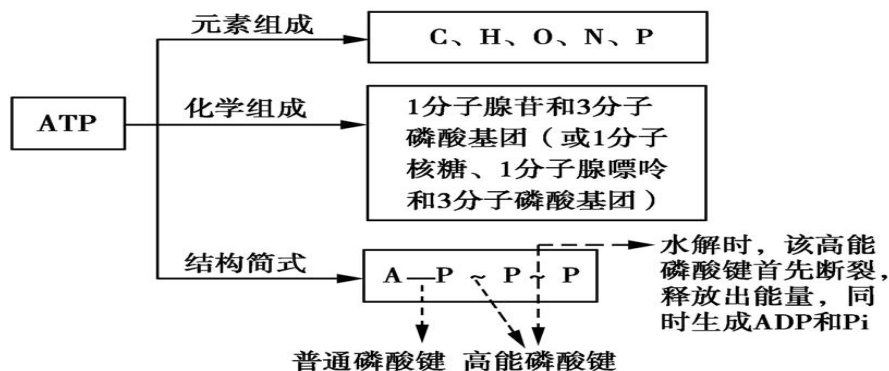 元素组成
C、H、O、N、P
ATP
化学组成
1分子腺苷和3分子
磷酸基团（或1分子
核糖、1分子腺嘌呤
和3分子磷酸基团）
结构简式
A—P ~ P ~ P
水解时，该高能
磷酸键首先断裂，
释放出能量，同
时生成ADP和Pi
普通磷酸键 高能磷酸键